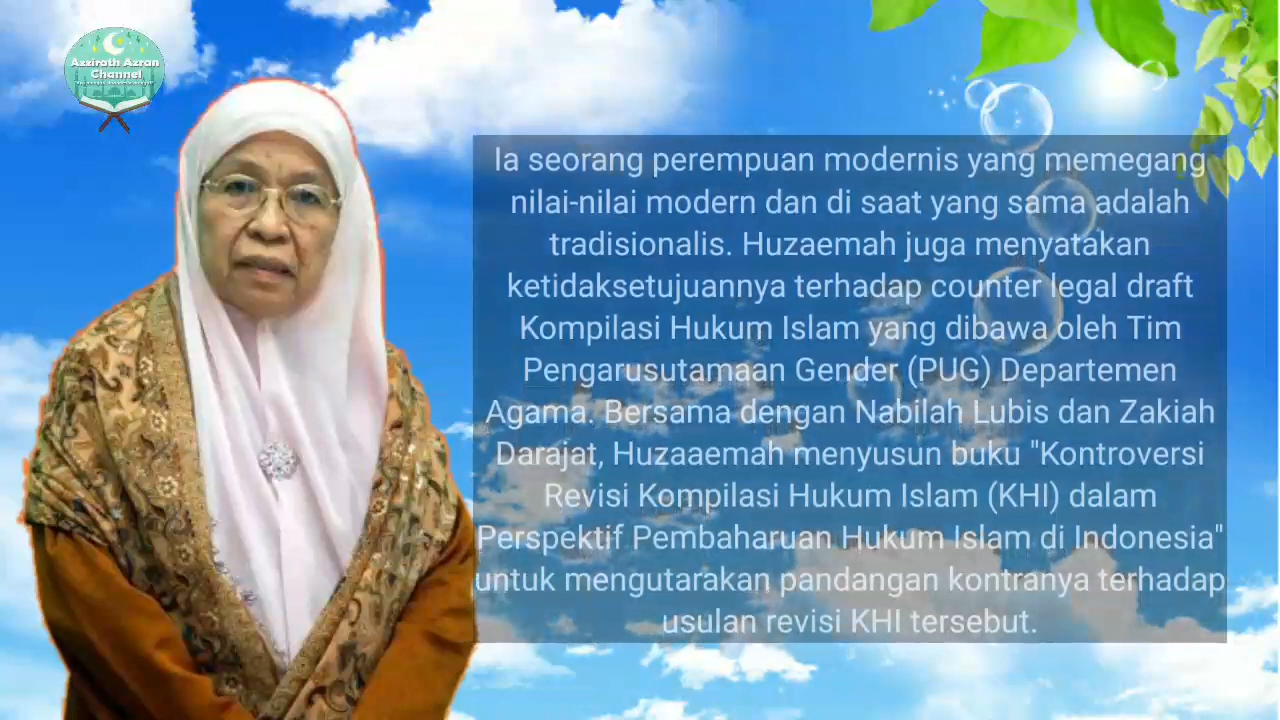 Azzirath Azran
Channel
Ia seorang perempuan modernis yang memegang
nilai-nilai modern dan di saat yang sama adalah
tradisionalis. Huzaemah juga menyatakan
ketidaksetujuannya terhadap counter legal draft
Kompilasi Hukum Islam yang dibawa oleh Tim
Pengarusutamaan Gender (PUG) Departemen
Agama. Bersama dengan Nabilah Lubis dan Zakiah
Darajat, Huzaaemah menyusun buku "Kontroversi
Revisi Kompilasi Hukum Islam (KHI) dalam
Perspektif Pembaharuan Hukum Islam di Indonesia"
untuk mengutarakan pandangan kontranya terhadap
usulan revisi KHI tersebut.